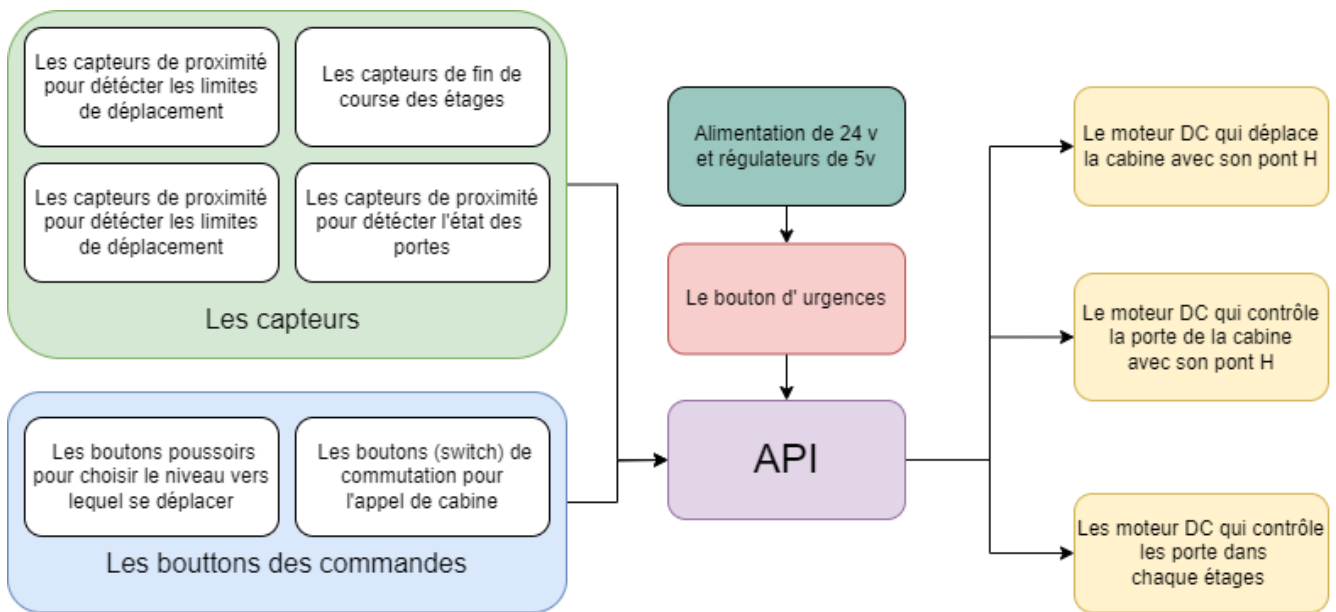 Les capteurs de proximité
pour détécter les limites
de déplacement
Les capteurs de fin de
course des étages
Les capteurs de proximité
pour détécter les limites
de déplacement
Les capteurs de proximité
pour détécter l'état des
portes
Les capteurs
Les boutons poussoirs
pour choisir le niveau vers
lequel se déplacer
Les boutons (switch) de
commutation pour
l'appel de cabine
Les bouttons des commandes
Alimentation de 24 v
et régulateurs de 5v
Le bouton d' urgences
API
Le moteur DC qui déplace
la cabine avec son pont H
Le moteur DC qui contrôle
la porte de la cabine
avec son pont H
Les moteur DC qui contrôle
les porte dans
chaque étages